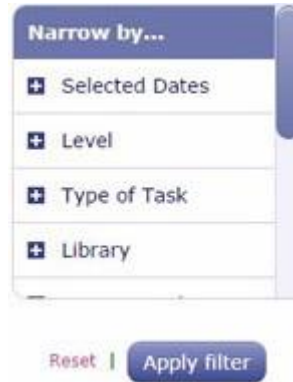 Narrow by...
Selected Dates
Level
Type of Task
Library
Reset | Apply filter